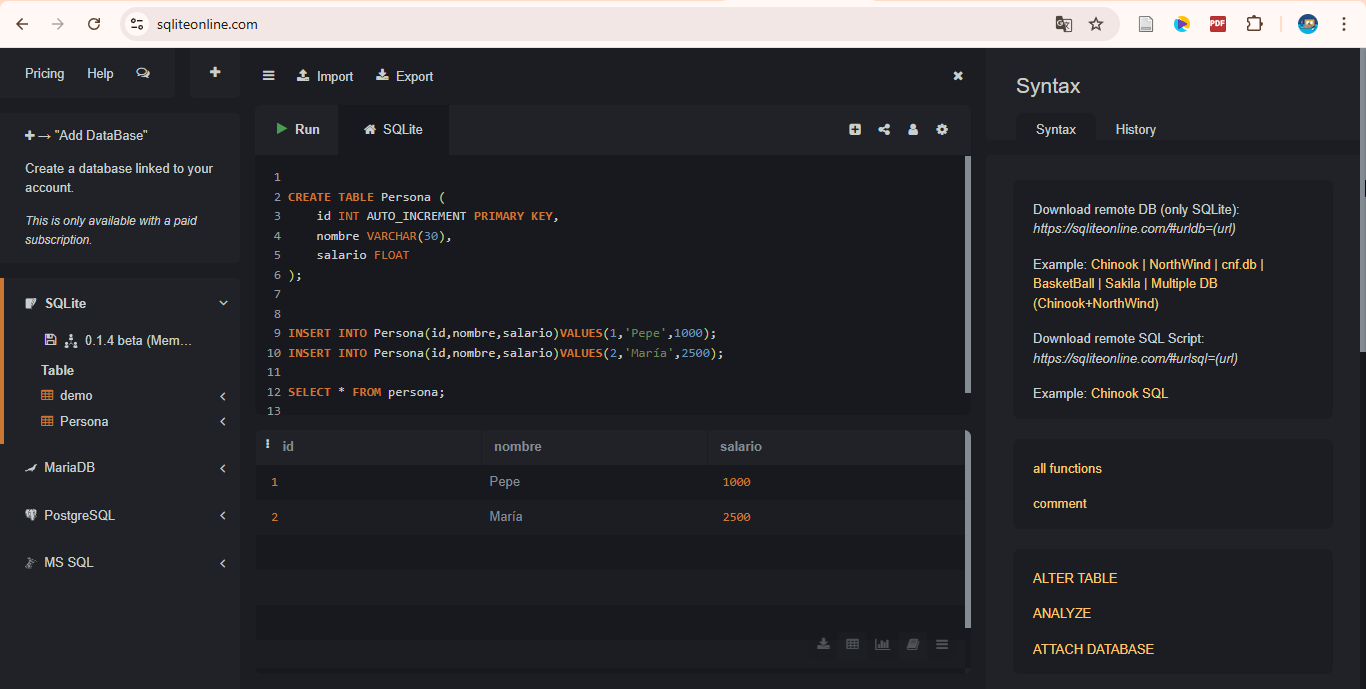 sqliteonline.com
PDF
Pricing Help
Import Export
+→ "Add DataBase"
Create a database linked to your
account.
This is only available with a paid
subscription.
SQLite
0.1.4 beta (Mem...
Table
demo
Persona
MariaDB
PostgreSQL
MS SQL
Run SQLite
1
2 CREATE TABLE Persona (
3 id INT AUTO_INCREMENT PRIMARY KEY,
4 nombre VARCHAR(30),
5 salario FLOAT
6 );
7
8
9 INSERT INTO Persona(id,nombre,salario)VALUES(1,'Pepe',1000);
10 INSERT INTO Persona(id,nombre,salario)VALUES(2,'María',2500);
11
12 SELECT * FROM persona;
13
id nombre salario
1 Pepe 1000
2 María 2500
Syntax
Syntax History
Download remote DB (only SQLite):
https://sqliteonline.com/#urldb=(url)
Example: Chinook | NorthWind | cnf.db |
BasketBall | Sakila | Multiple DB
(Chinook+NorthWind)
Download remote SQL Script:
https://sqliteonline.com/#urlsql=(url)
Example: Chinook SQL
all functions
comment
ALTER TABLE
ANALYZE
ATTACH DATABASE